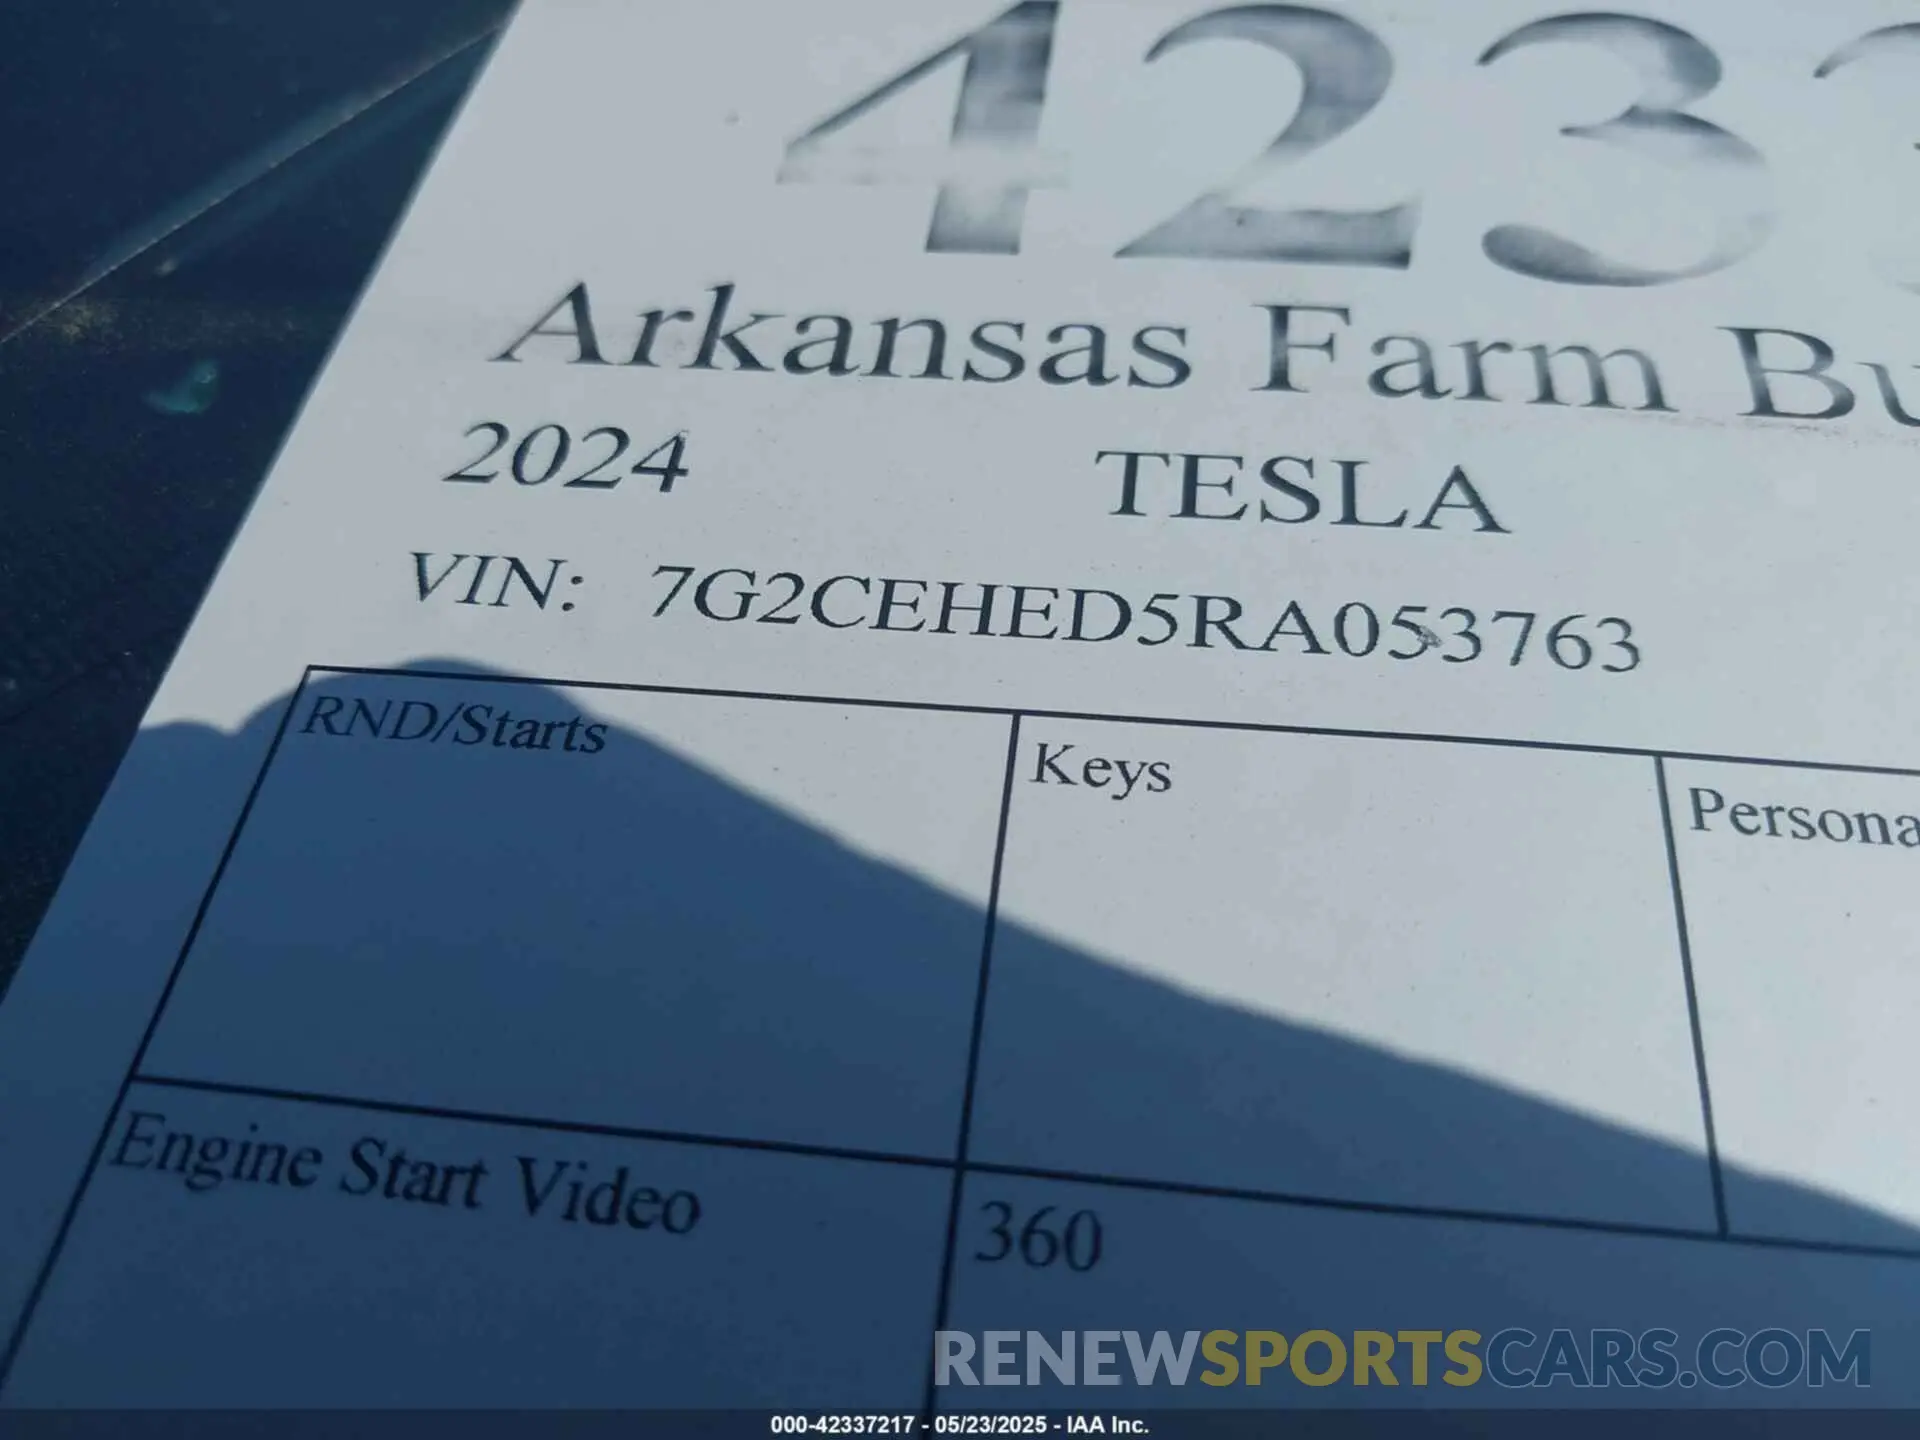 423
Arkansas Farm Bu
2024 TESLA
VIN: 7G2CEHED5RA053763
RND/Starts Keys Persona
Engine Start Video 360
RENEWSPORTSCARS.COM
000-42337217 - 05/23/2025 - IAA Inc.